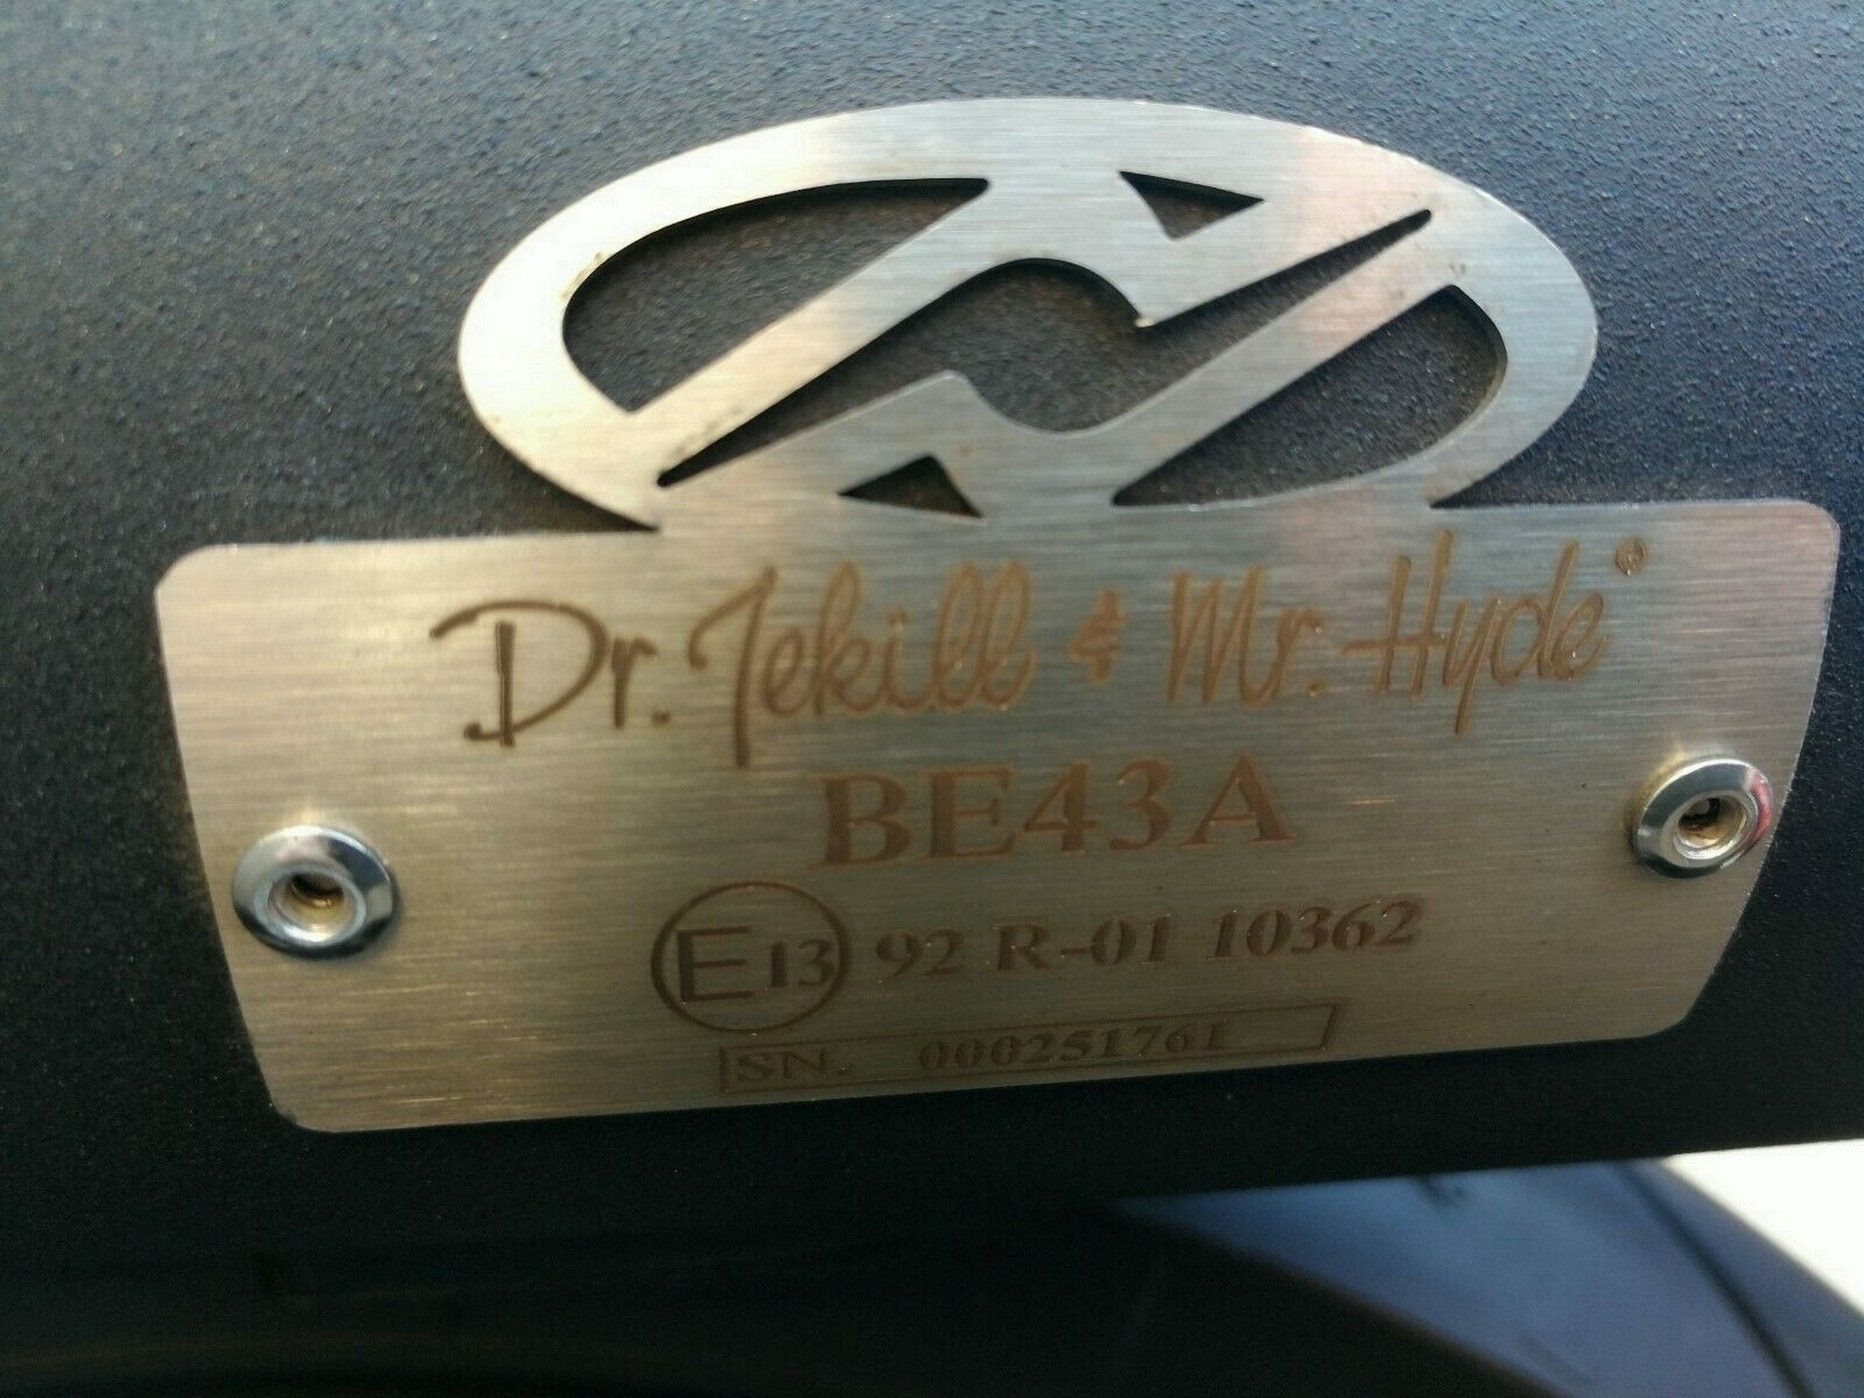 Dr. Jekill & Mr. Hyde®
BE43A
E13 92 R-01 10362
SN. 000251761